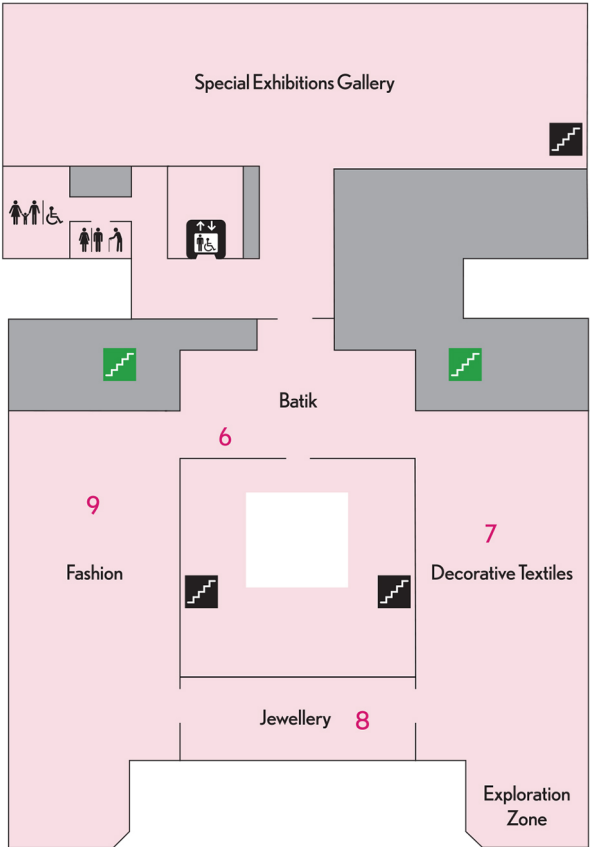 Special Exhibitions Gallery
Batik
6
9
7
Fashion
Decorative Textiles
Jewellery 8
Exploration
Zone